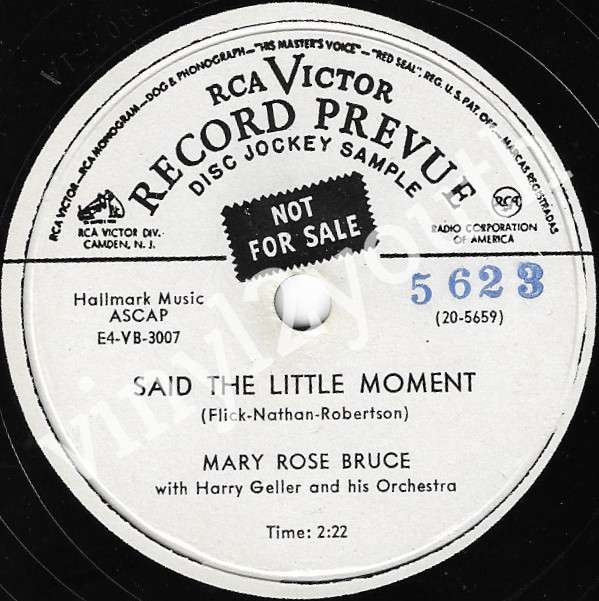 RCA VICTOR—RCA MONOGRAM—DOG & PHONOGRAPH—"HIS MASTER'S VOICE"—"RED SEAL", REG. U.S. PAT. OFF.—MARCAS REGISTRADAS
RCA VICTOR
RECORD PREVUE
DISC JOCKEY SAMPLE
NOT
FOR SALE
RCA VICTOR DIV.
CAMDEN, N. J.
RCA
RADIO CORPORATION
OF AMERICA
Hallmark Music
ASCAP
E4-VB-3007
5623
(20-5659)
SAID THE LITTLE MOMENT
(Flick-Nathan-Robertson)
MARY ROSE BRUCE
with Harry Geller and his Orchestra
Time: 2:22
vinyl2you